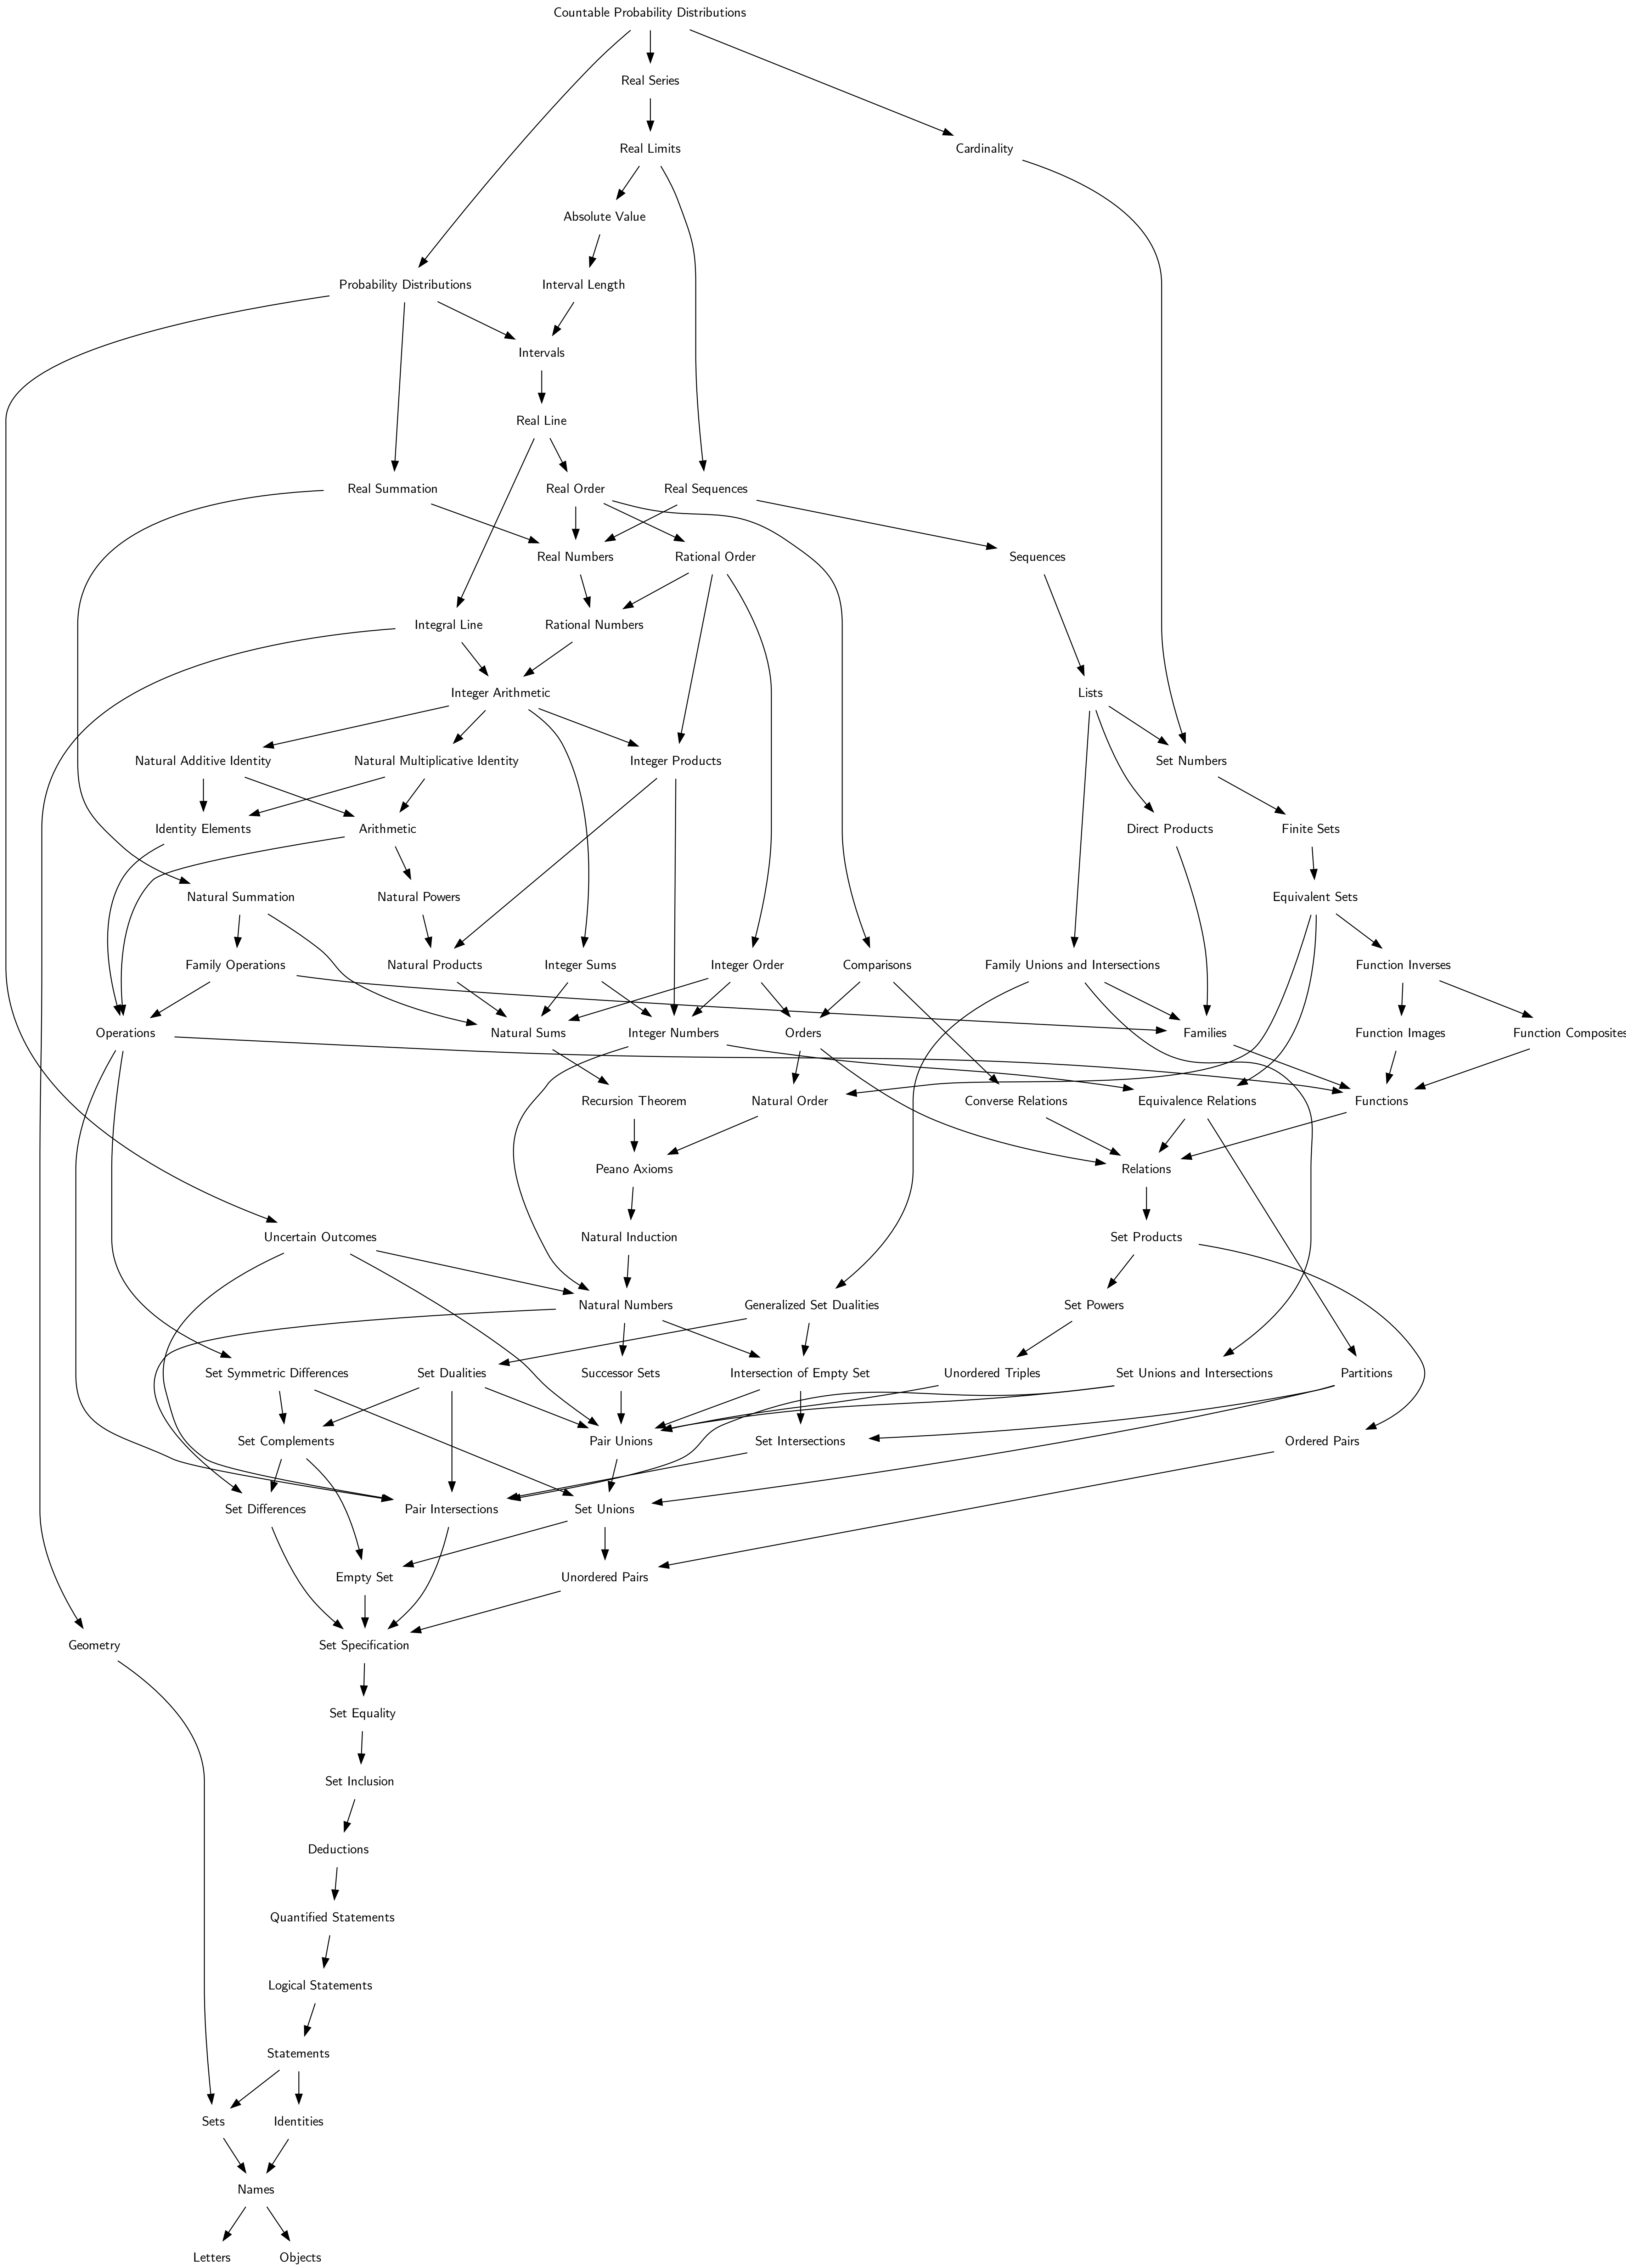 Countable Probability Distributions
Real Series
Real Limits
Cardinality
Absolute Value
Probability Distributions
Interval Length
Intervals
Real Line
Real Summation
Real Order
Real Sequences
Real Numbers
Rational Order
Sequences
Integral Line
Rational Numbers
Integer Arithmetic
Lists
Natural Additive Identity
Natural Multiplicative Identity
Integer Products
Set Numbers
Identity Elements
Arithmetic
Direct Products
Finite Sets
Natural Summation
Natural Powers
Equivalent Sets
Family Operations
Natural Products
Integer Sums
Integer Order
Comparisons
Family Unions and Intersections
Function Inverses
Operations
Natural Sums
Integer Numbers
Orders
Families
Function Images
Function Composites
Recursion Theorem
Natural Order
Converse Relations
Equivalence Relations
Functions
Peano Axioms
Relations
Uncertain Outcomes
Natural Induction
Set Products
Natural Numbers
Generalized Set Dualities
Set Powers
Set Symmetric Differences
Set Dualities
Successor Sets
Intersection of Empty Set
Unordered Triples
Set Unions and Intersections
Partitions
Set Complements
Pair Unions
Set Intersections
Ordered Pairs
Set Differences
Pair Intersections
Set Unions
Empty Set
Unordered Pairs
Geometry
Set Specification
Set Equality
Set Inclusion
Deductions
Quantified Statements
Logical Statements
Statements
Sets
Identities
Names
Letters
Objects